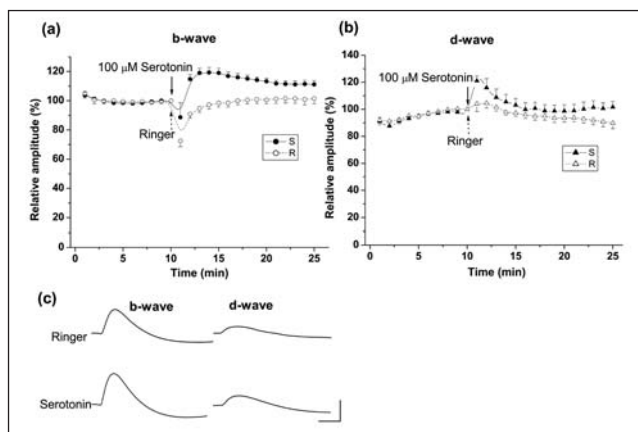 (a)
b-wave
Relative amplitude (%)
120
100
80
60
40
20
0
100 μM Serotonin
Ringer
S
R
0
5
10
15
20
25
Time (min)
(b)
d-wave
Relative amplitude (%)
140
120
100
80
60
40
20
0
100 μM Serotonin
Ringer
S
R
0
5
10
15
20
25
Time (min)
(c)
b-wave
d-wave
Ringer
Serotonin